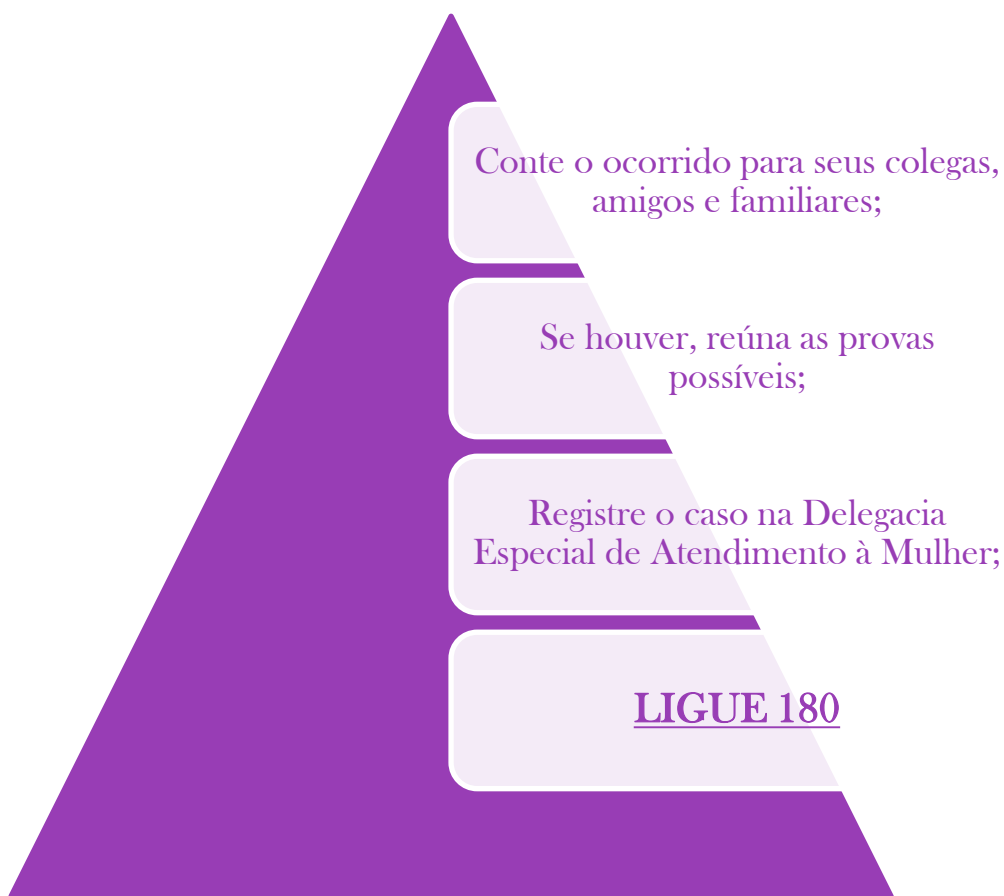 Conte o ocorrido para seus colegas,
amigos e familiares;
Se houver, reúna as provas
possíveis;
Registre o caso na Delegacia
Especial de Atendimento à Mulher;
LIGUE 180